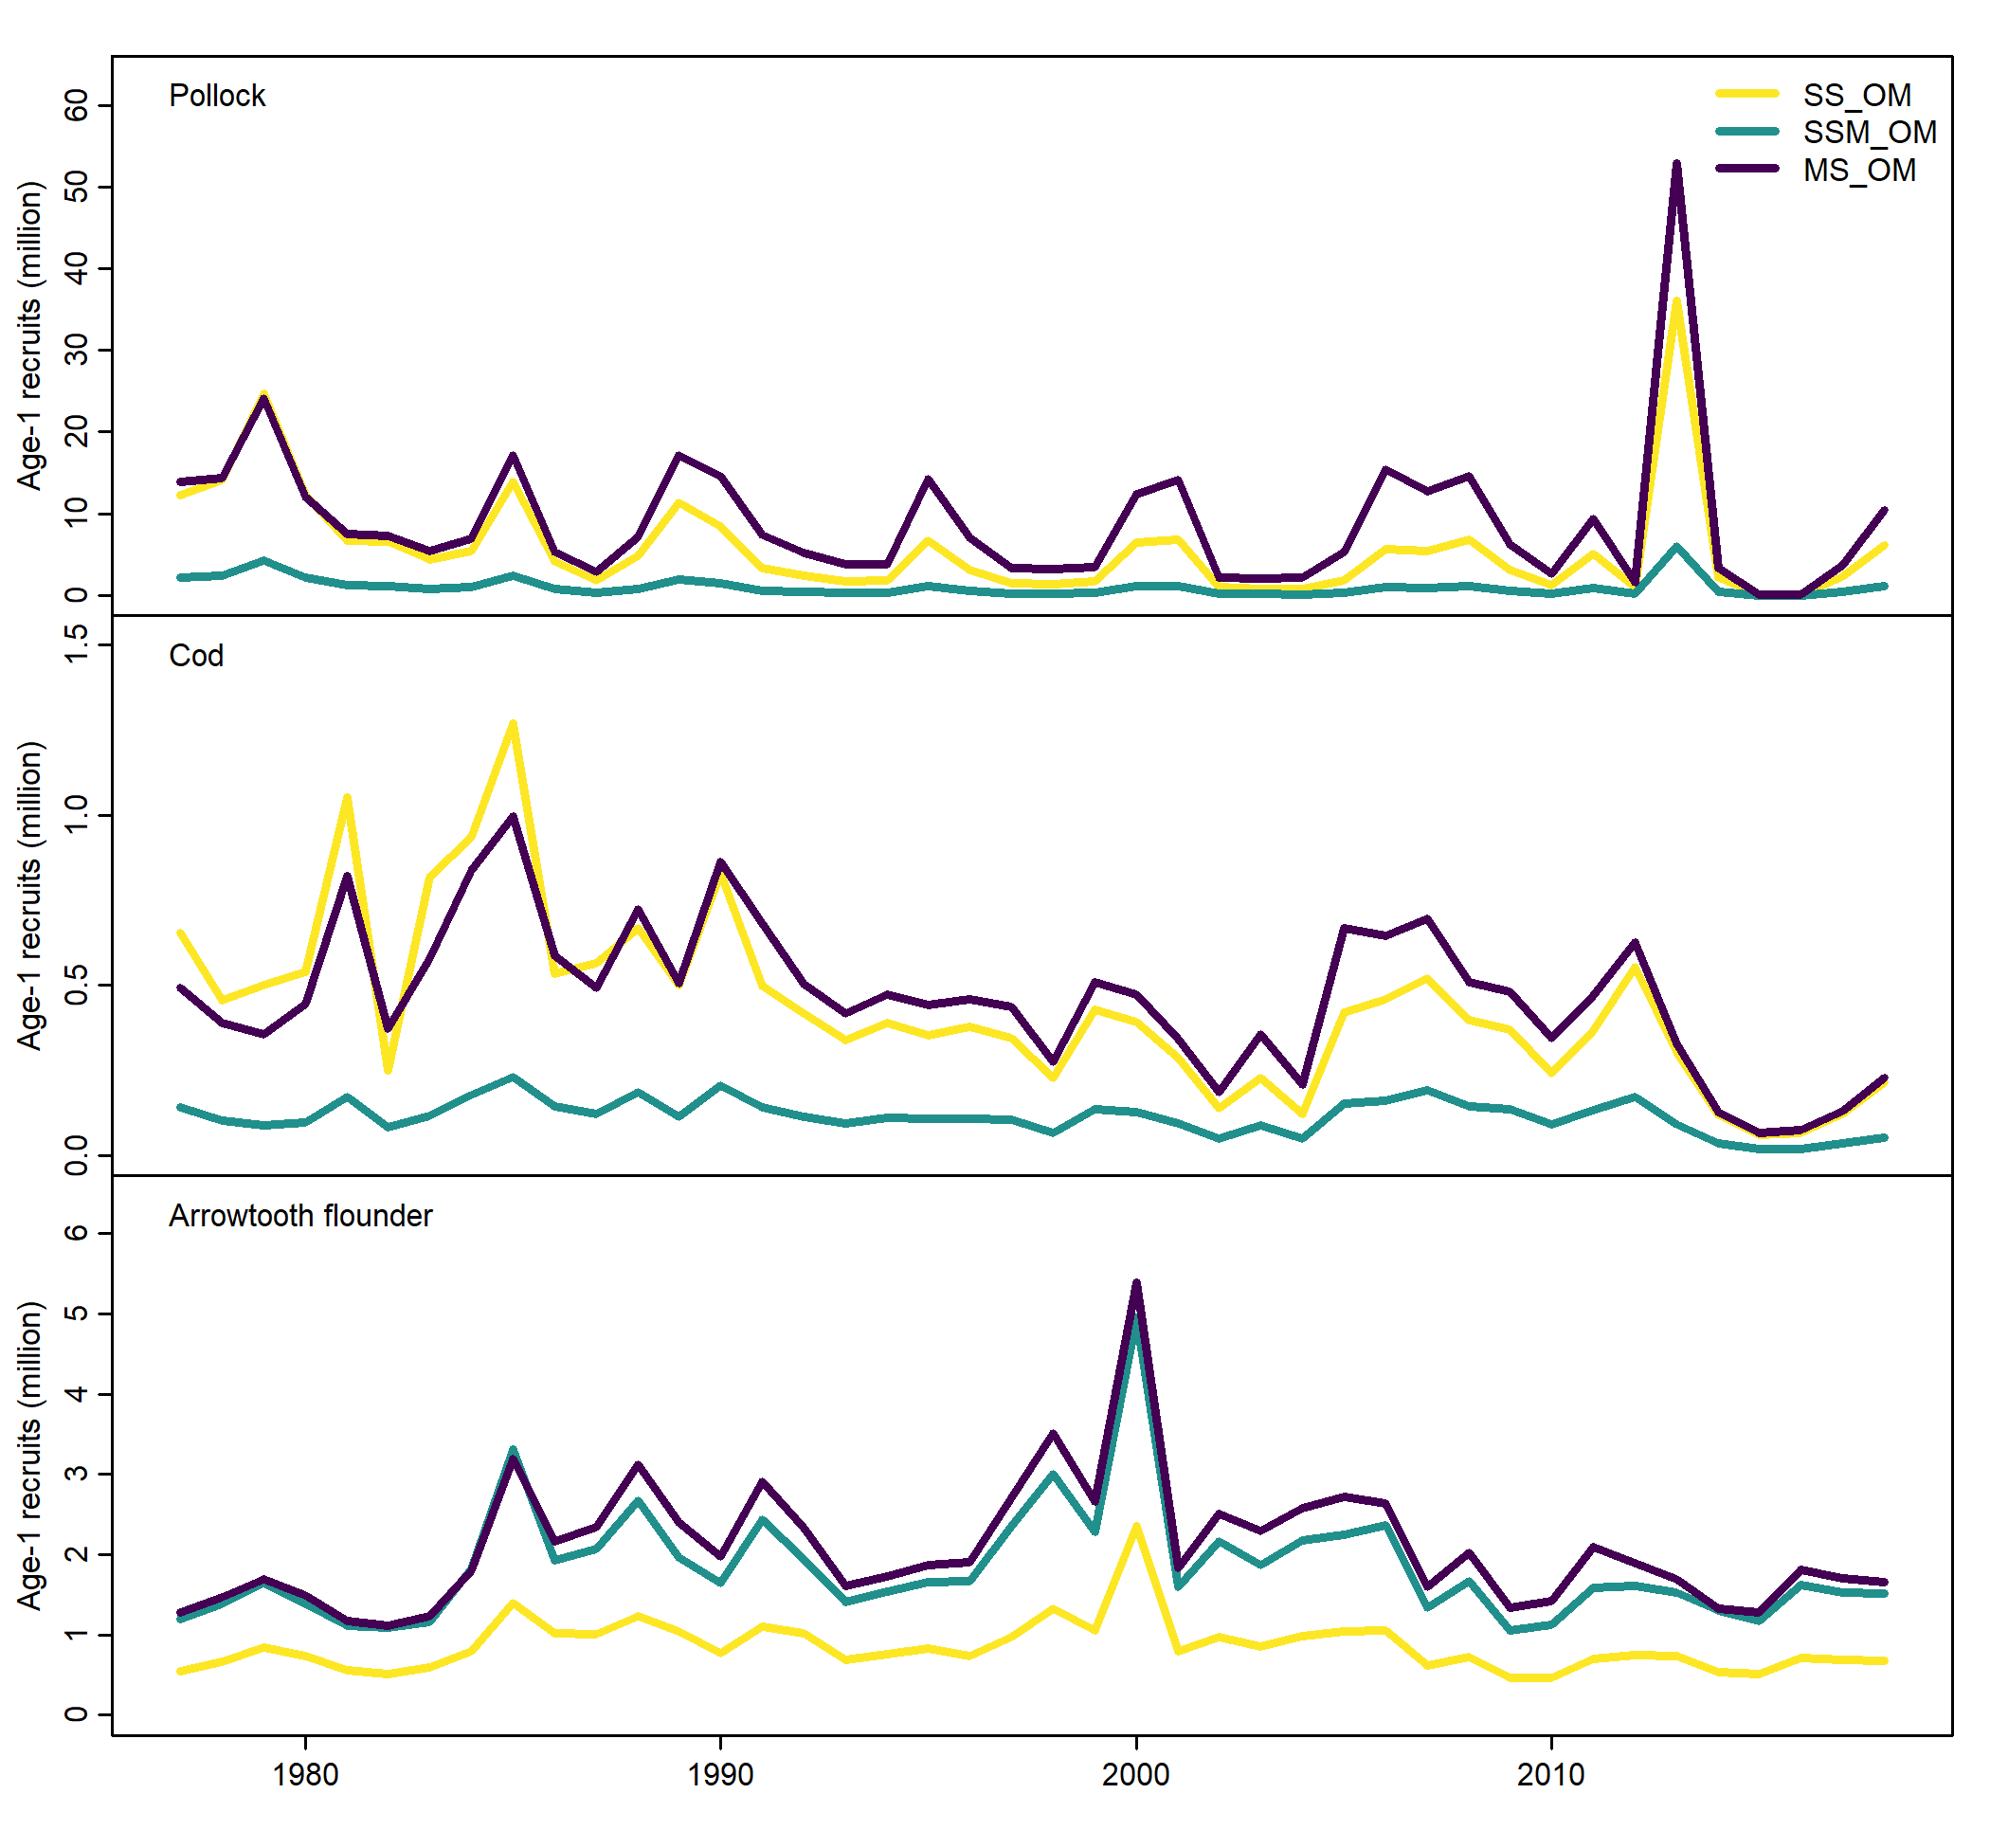 Pollock
SS_OM
SSM_OM
MS_OM
Age-1 recruits (million)
60
50
40
30
20
10
0
Cod
Age-1 recruits (million)
1.5
1.0
0.5
0.0
Arrowtooth flounder
Age-1 recruits (million)
6
5
4
3
2
1
0
1980 1990 2000 2010